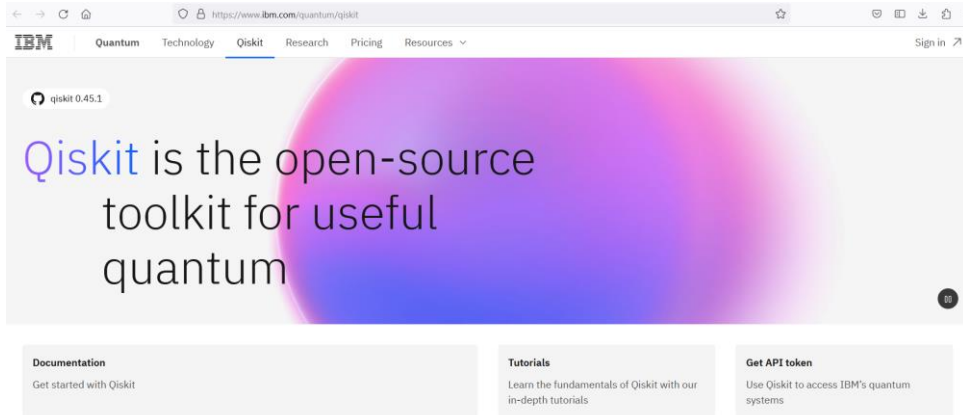 https://www.ibm.com/quantum/qiskit
IBM Quantum Technology Qiskit Research Pricing Resources Sign in
qiskit 0.45.1
Qiskit is the open-source
toolkit for useful
quantum
Documentation
Get started with Qiskit
Tutorials
Learn the fundamentals of Qiskit with our
in-depth tutorials
Get API token
Use Qiskit to access IBM's quantum
systems